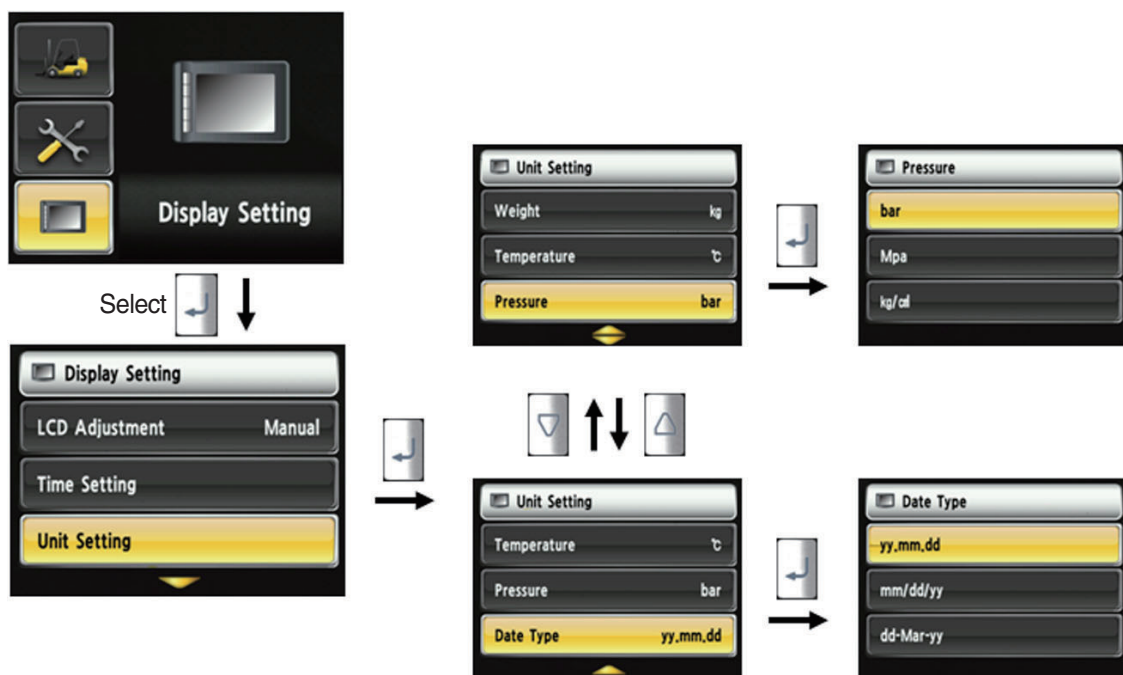 Display Setting
Select
Display Setting
LCD Adjustment Manual
Time Setting
Unit Setting
Unit Setting
Weight kg
Temperature ℃
Pressure bar
Pressure
bar
Mpa
kg/㎠
Unit Setting
Temperature ℃
Pressure bar
Date Type yy.mm.dd
Date Type
yy.mm.dd
mm/dd/yy
dd-Mar-yy